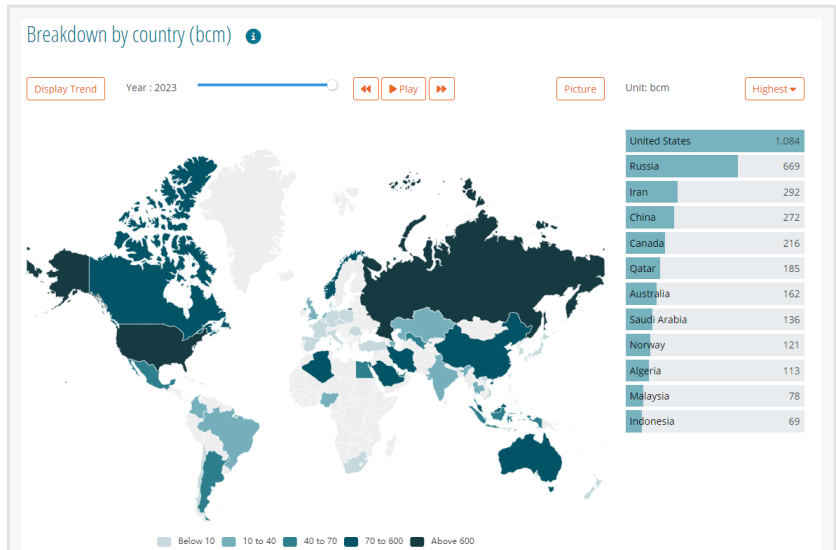 Breakdown by country (bcm)
Display Trend Year : 2023 Play Picture Unit: bcm Highest
United States 1,084
Russia 669
Iran 292
China 272
Canada 216
Qatar 185
Australia 162
Saudi Arabia 136
Norway 121
Algeria 113
Malaysia 78
Indonesia 69
Below 10 10 to 40 40 to 70 70 to 600 Above 600